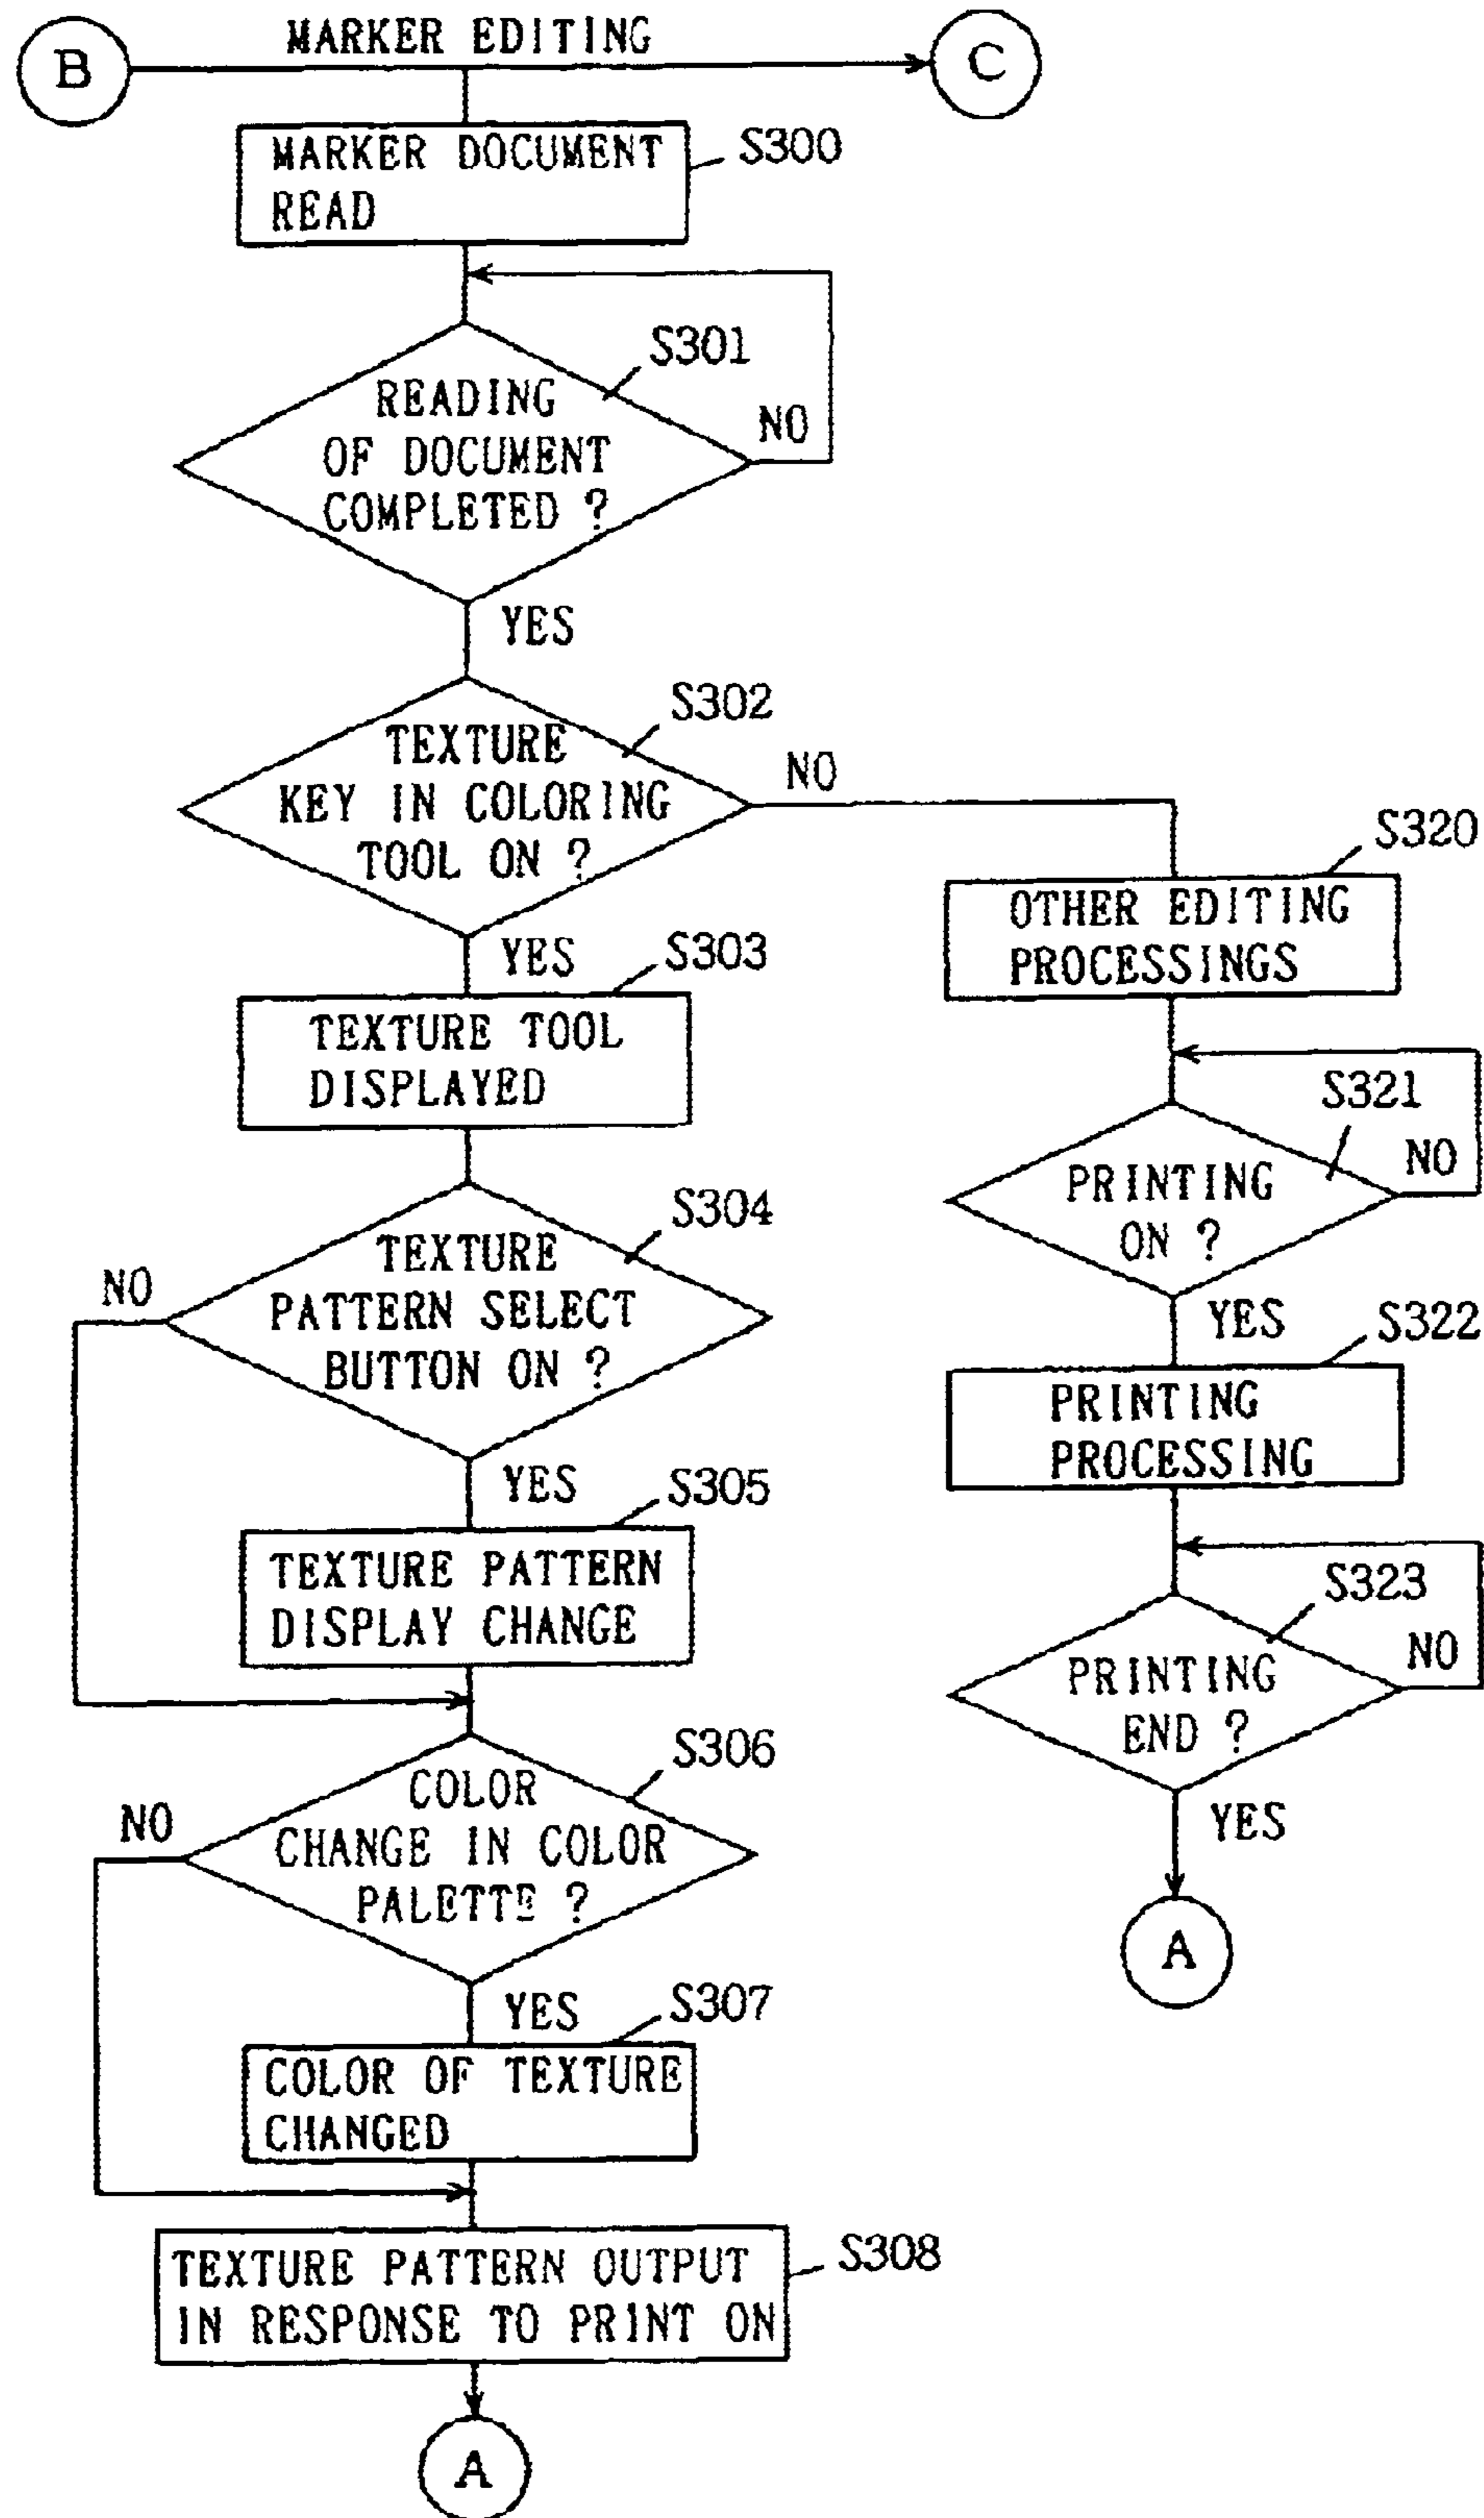 MARKER EDITING
B
C
MARKER DOCUMENT
READ
S300
S301
READING
OF DOCUMENT
COMPLETED ?
NO
YES
S302
TEXTURE
KEY IN COLORING
TOOL ON ?
NO
YES
S303
TEXTURE TOOL
DISPLAYED
S304
TEXTURE
PATTERN SELECT
BUTTON ON ?
NO
YES
S305
TEXTURE PATTERN
DISPLAY CHANGE
S306
COLOR
CHANGE IN COLOR
PALETTE ?
NO
YES
S307
COLOR OF TEXTURE
CHANGED
TEXTURE PATTERN OUTPUT
IN RESPONSE TO PRINT ON
S308
A
S320
OTHER EDITING
PROCESSINGS
S321
PRINTING
ON ?
NO
YES
S322
PRINTING
PROCESSING
S323
PRINTING
END ?
NO
YES
A